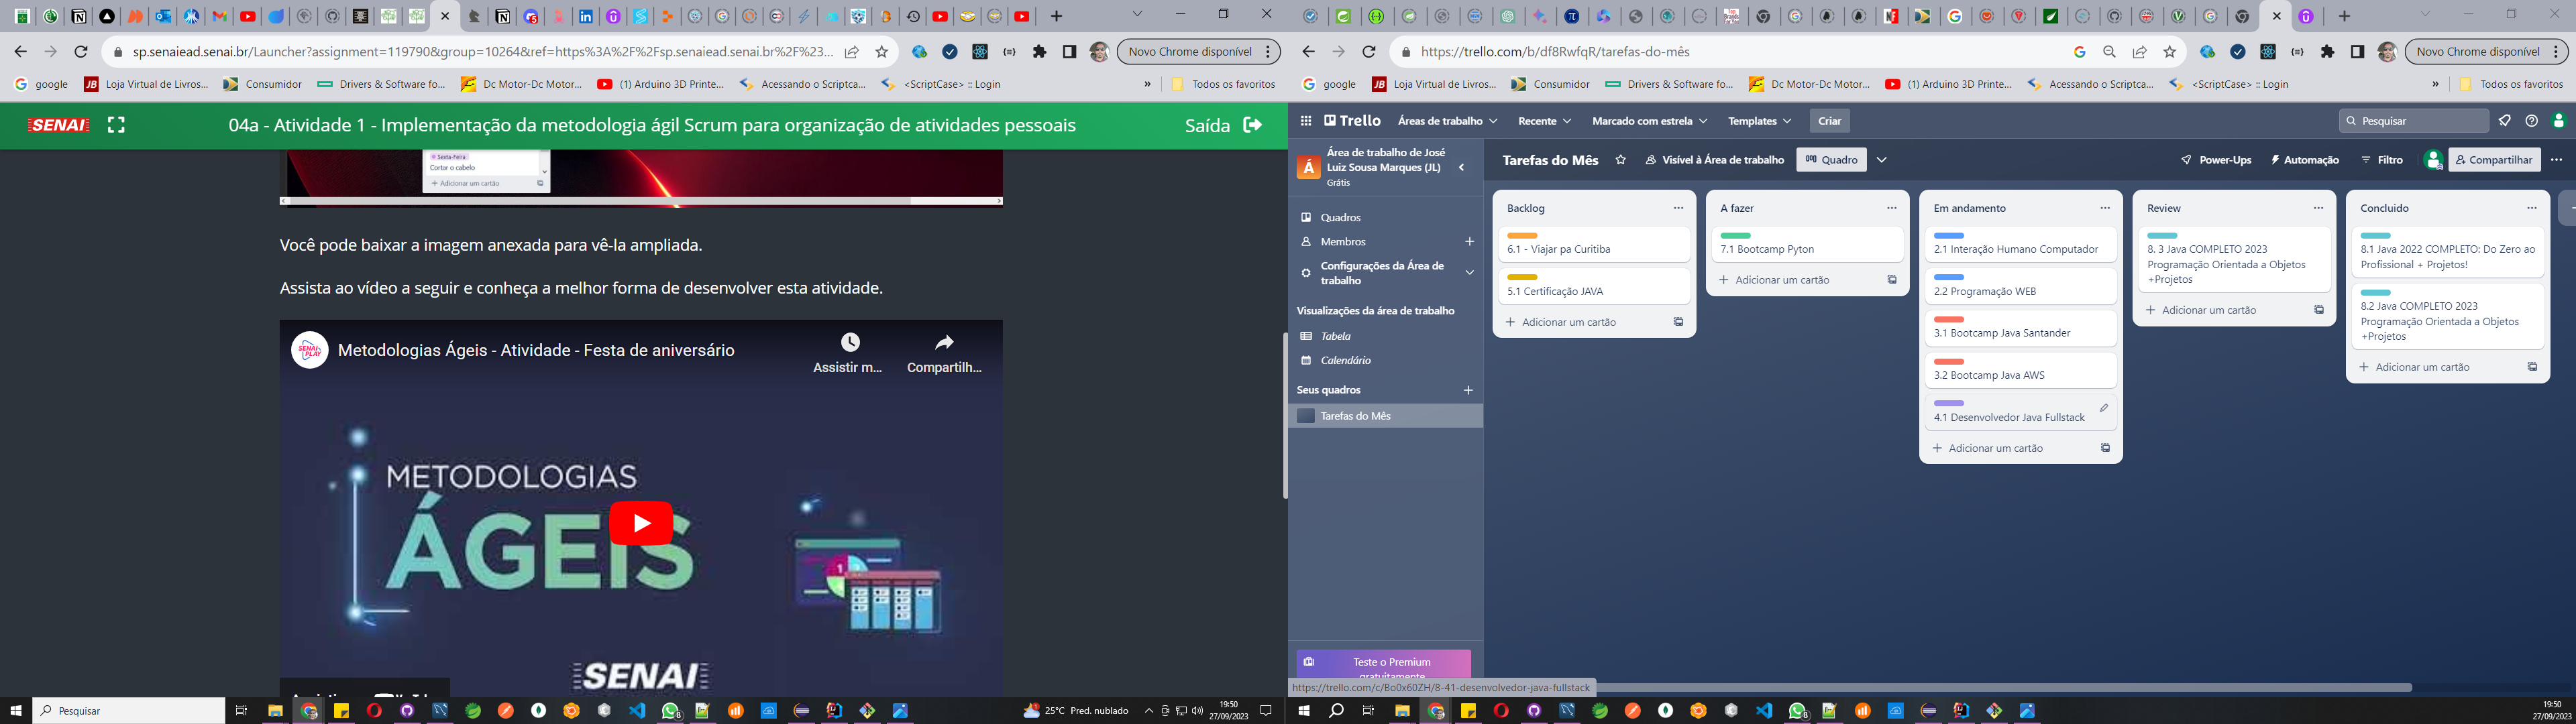 sp.senaiead.senai.br/Launcher?assignment=119790&group=10264&ref=https%3A%2F%2Fsp.senaiead.senai.br%2F%23...
Novo Chrome disponível
google
Loja Virtual de Livros...
Consumidor
Drivers & Software fo...
Dc Motor-Dc Motor...
(1) Arduino 3D Printe...
Acessando o Scriptca...
<ScriptCase> :: Login
»
Todos os favoritos
SENAI
04a - Atividade 1 - Implementação da metodologia ágil Scrum para organização de atividades pessoais
Saída
Sexta-Feira
Cortar o cabelo
+ Adicionar um cartão
Você pode baixar a imagem anexada para vê-la ampliada.
Assista ao vídeo a seguir e conheça a melhor forma de desenvolver esta atividade.
SENAI PLAY
Metodologias Ágeis - Atividade - Festa de aniversário
Assistir m...
Compartilh...
METODOLOGIAS
ÁGEIS
SENAI
Pesquisar
25°C Pred. nublado
19:50
27/09/2023
https://trello.com/b/df8RwfqR/tarefas-do-mês
Novo Chrome disponível
google
Loja Virtual de Livros...
Consumidor
Drivers & Software fo...
Dc Motor-Dc Motor...
(1) Arduino 3D Printe...
Acessando o Scriptca...
<ScriptCase> :: Login
»
Todos os favoritos
Trello
Áreas de trabalho
Recente
Marcado com estrela
Templates
Criar
Pesquisar
Á
Área de trabalho de José
Luiz Sousa Marques (JL)
Grátis
Quadros
Membros
Configurações da Área de
trabalho
Visualizações da área de trabalho
Tabela
Calendário
Seus quadros
Tarefas do Mês
Teste o Premium
gratuitamente
https://trello.com/c/Bo0x60ZH/8-41-desenvolvedor-java-fullstack
Tarefas do Mês
Visível à Área de trabalho
Quadro
Power-Ups
Automação
Filtro
Compartilhar
Backlog
6.1 - Viajar pa Curitiba
5.1 Certificação JAVA
+ Adicionar um cartão
A fazer
7.1 Bootcamp Pyton
+ Adicionar um cartão
Em andamento
2.1 Interação Humano Computador
2.2 Programação WEB
3.1 Bootcamp Java Santander
3.2 Bootcamp Java AWS
4.1 Desenvolvedor Java Fullstack
+ Adicionar um cartão
Review
8. 3 Java COMPLETO 2023
Programação Orientada a Objetos
+Projetos
+ Adicionar um cartão
Concluído
8.1 Java 2022 COMPLETO: Do Zero ao
Profissional + Projetos!
8.2 Java COMPLETO 2023
Programação Orientada a Objetos
+Projetos
+ Adicionar um cartão
19:50
27/09/2023